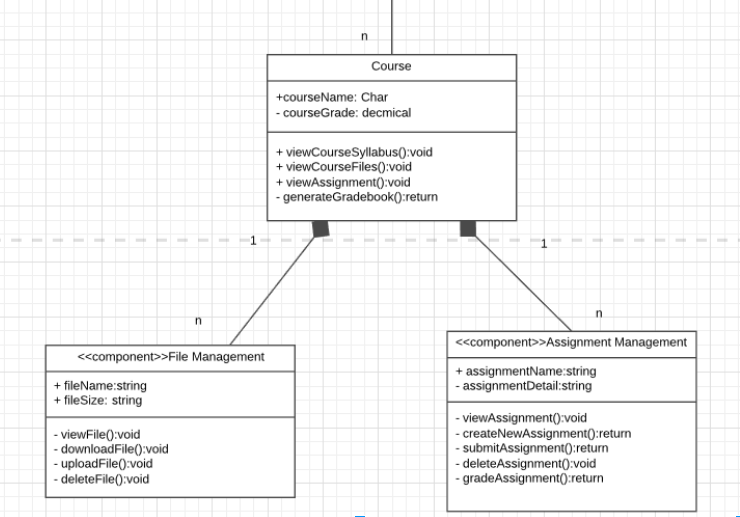 n
Course
+courseName: Char
- courseGrade: decmical
+ viewCourseSyllabus():void
+ viewCourseFiles():void
+ viewAssignment():void
- generateGradebook():return
1
1
n
n
<<component>>File Management
+ fileName:string
+ fileSize: string
- viewFile():void
- downloadFile():void
- uploadFile():void
- deleteFile():void
<<component>>Assignment Management
+ assignmentName:string
- assignmentDetail:string
- viewAssignment():void
- createNewAssignment():return
- submitAssignment():return
- deleteAssignment():void
- gradeAssignment():return